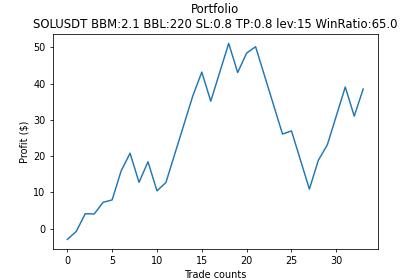 Portfolio
SOLUSDT BBM:2.1 BBL:220 SL:0.8 TP:0.8 lev:15 WinRatio:65.0
50
40
30
20
10
0
Profit ($)
0 5 10 15 20 25 30
Trade counts